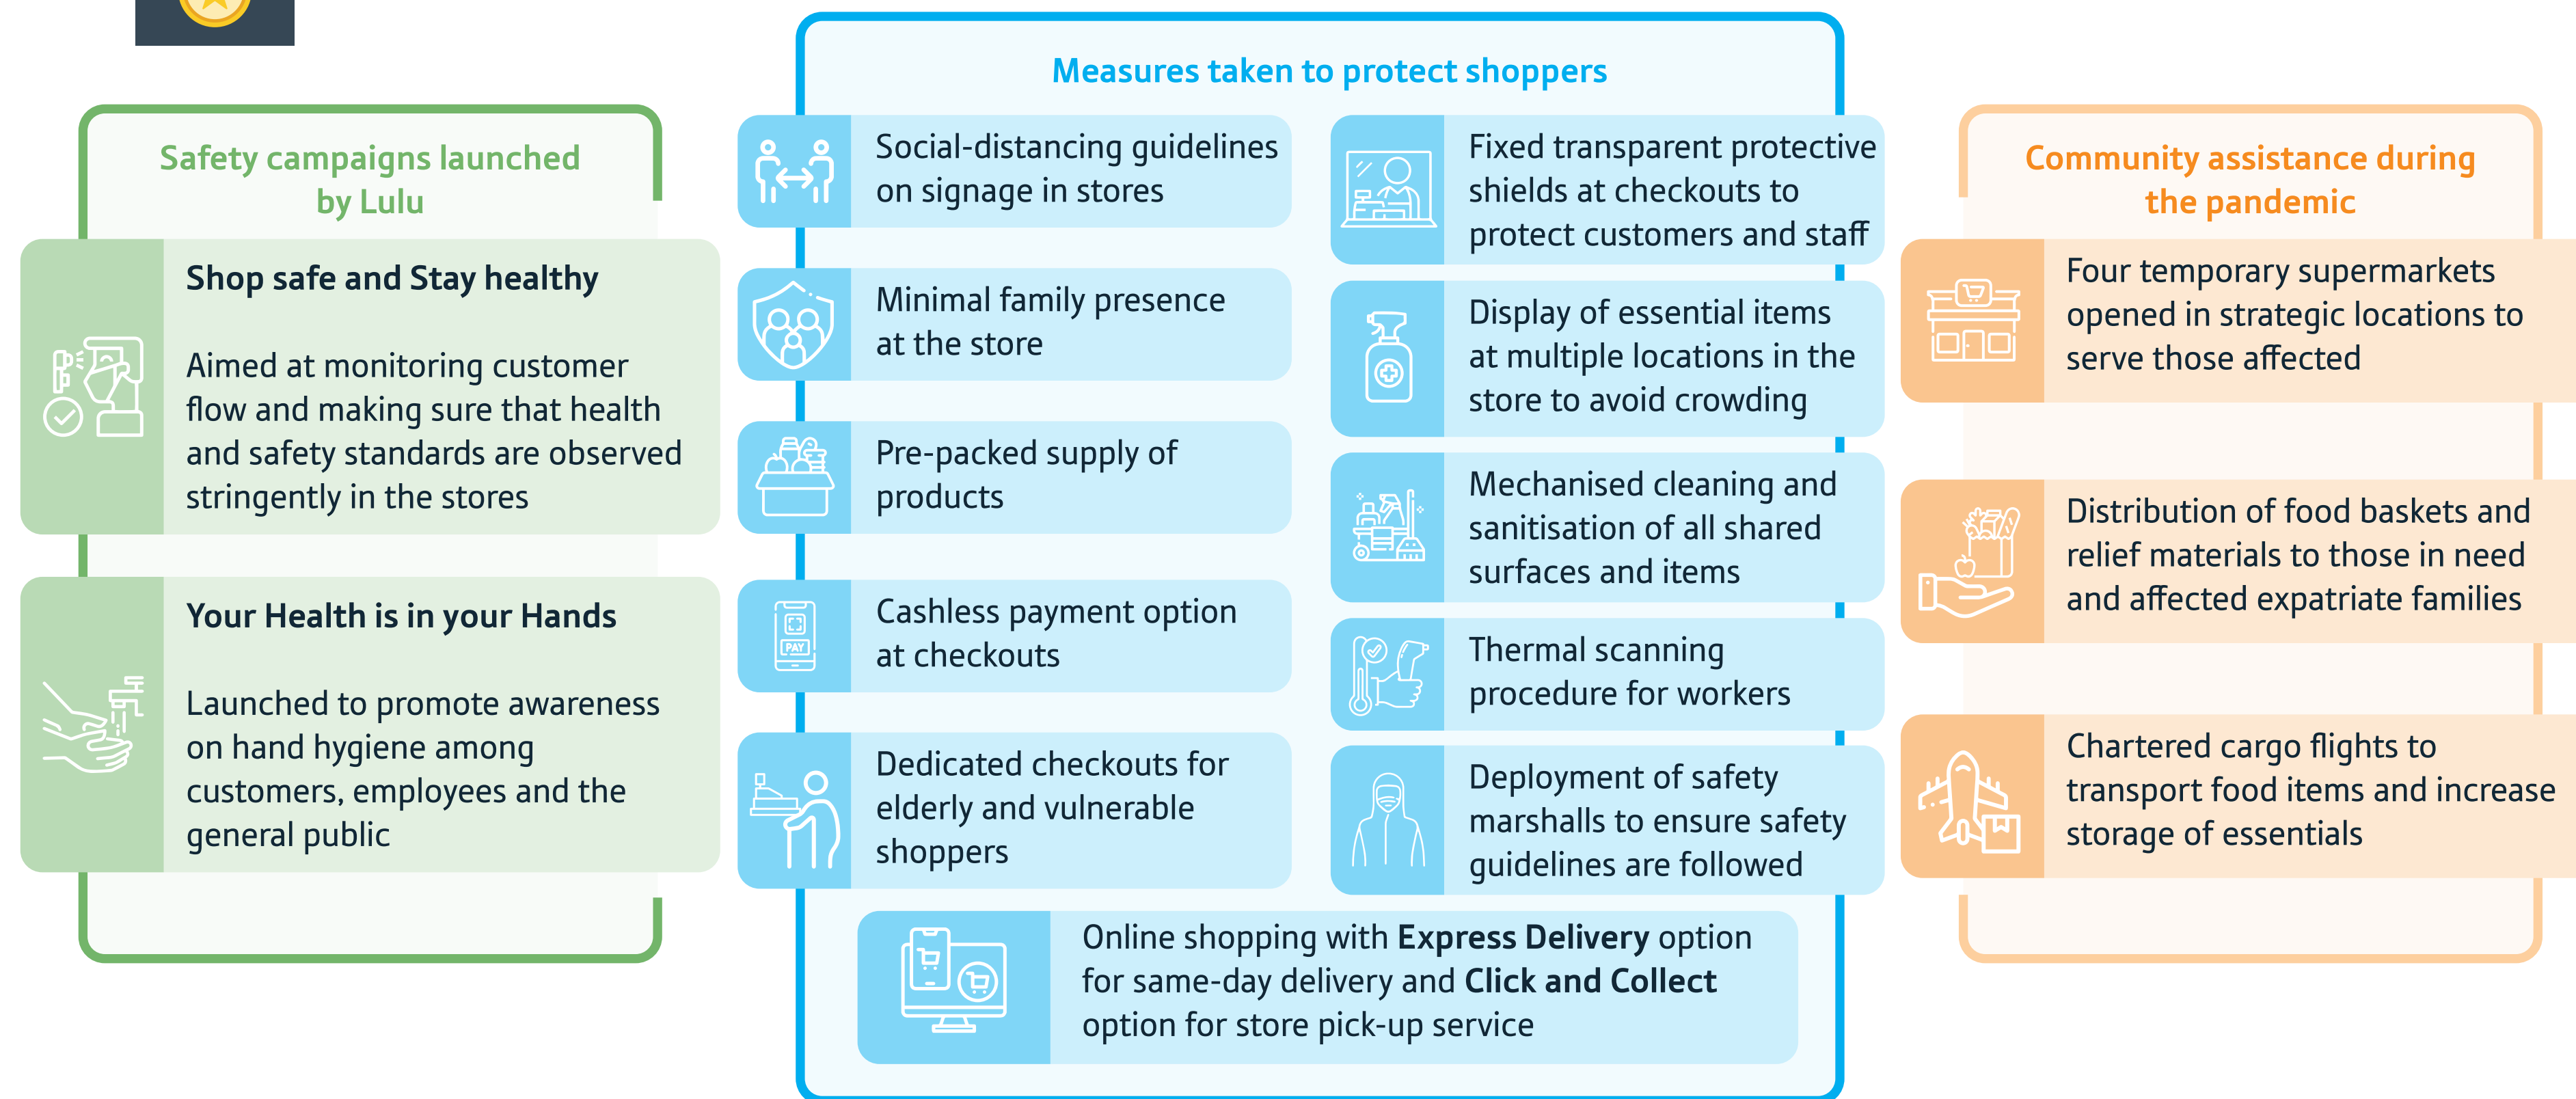 Safety campaigns launched
by Lulu
Shop safe and Stay healthy
Aimed at monitoring customer
flow and making sure that health
and safety standards are observed
stringently in the stores
Your Health is in your Hands
Launched to promote awareness
on hand hygiene among
customers, employees and the
general public
Measures taken to protect shoppers
Social-distancing guidelines
on signage in stores
Minimal family presence
at the store
Pre-packed supply of
products
PAY
Cashless payment option
at checkouts
Dedicated checkouts for
elderly and vulnerable
shoppers
Fixed transparent protective
shields at checkouts to
protect customers and staff
Display of essential items
at multiple locations in the
store to avoid crowding
Mechanised cleaning and
sanitisation of all shared
surfaces and items
Thermal scanning
procedure for workers
Deployment of safety
marshalls to ensure safety
guidelines are followed
Online shopping with Express Delivery option
for same-day delivery and Click and Collect
option for store pick-up service
Community assistance during
the pandemic
Four temporary supermarkets
opened in strategic locations to
serve those affected
Distribution of food baskets and
relief materials to those in need
and affected expatriate families
Chartered cargo flights to
transport food items and increase
storage of essentials